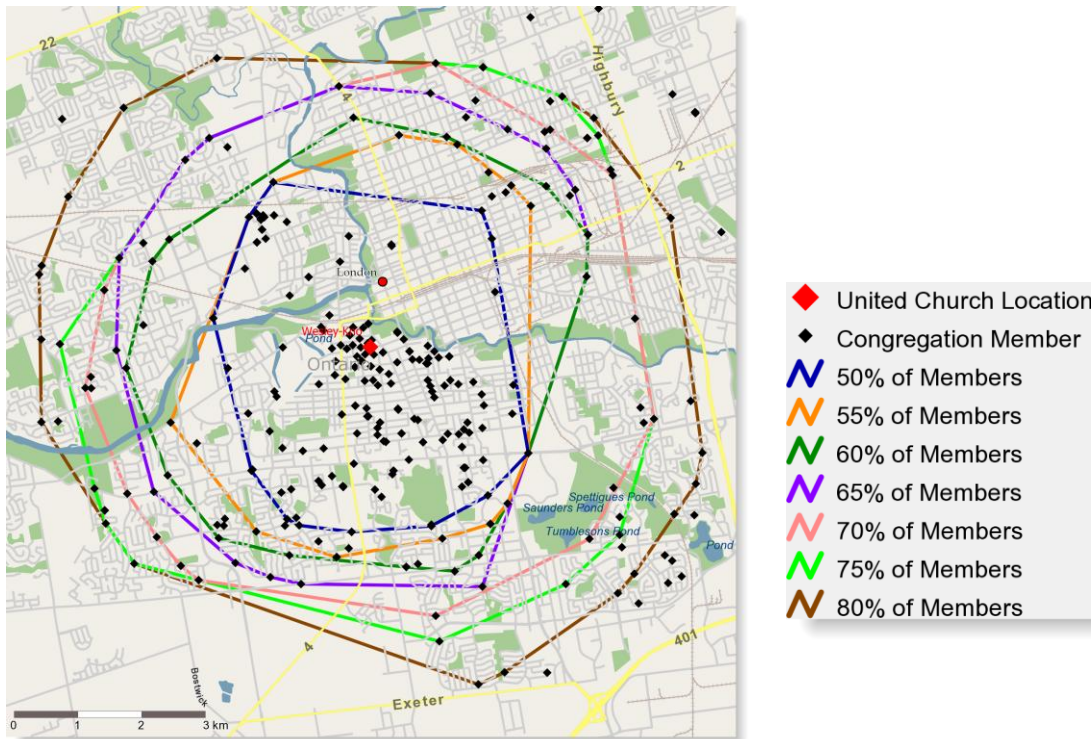 22
Highbury
4
2
London
Pond
Ontario
Spettigues Pond
Saunders Pond
Tumblesons Pond
Pond
4
401
Bostwick
Exeter
0 1 2 3 km
United Church Location
Congregation Member
50% of Members
55% of Members
60% of Members
65% of Members
70% of Members
75% of Members
80% of Members